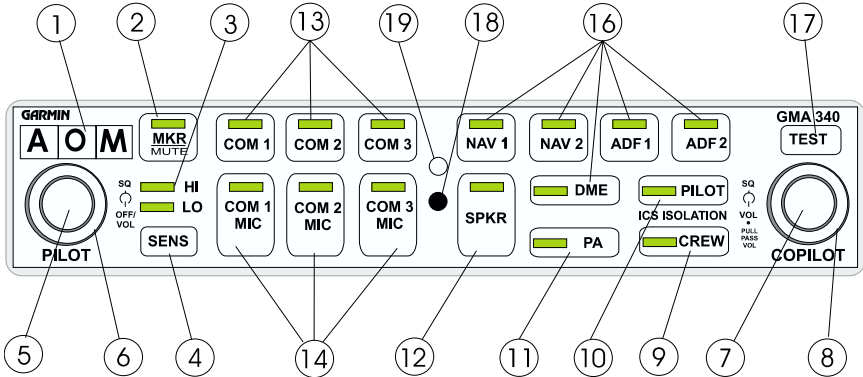 1
2
3
13
19
18
16
17
GARMIN
GMA 340
A O M
MKR
MUTE
COM 1
COM 2
COM 3
NAV 1
NAV 2
ADF 1
ADF 2
TEST
SQ
OFF/
VOL
HI
LO
SENS
PILOT
COM 1
MIC
COM 2
MIC
COM 3
MIC
SPKR
DME
PA
PILOT
ICS ISOLATION
CREW
SQ
VOL
PULL
PASS
VOL
COPILOT
5
6
4
14
12
11
10
9
7
8